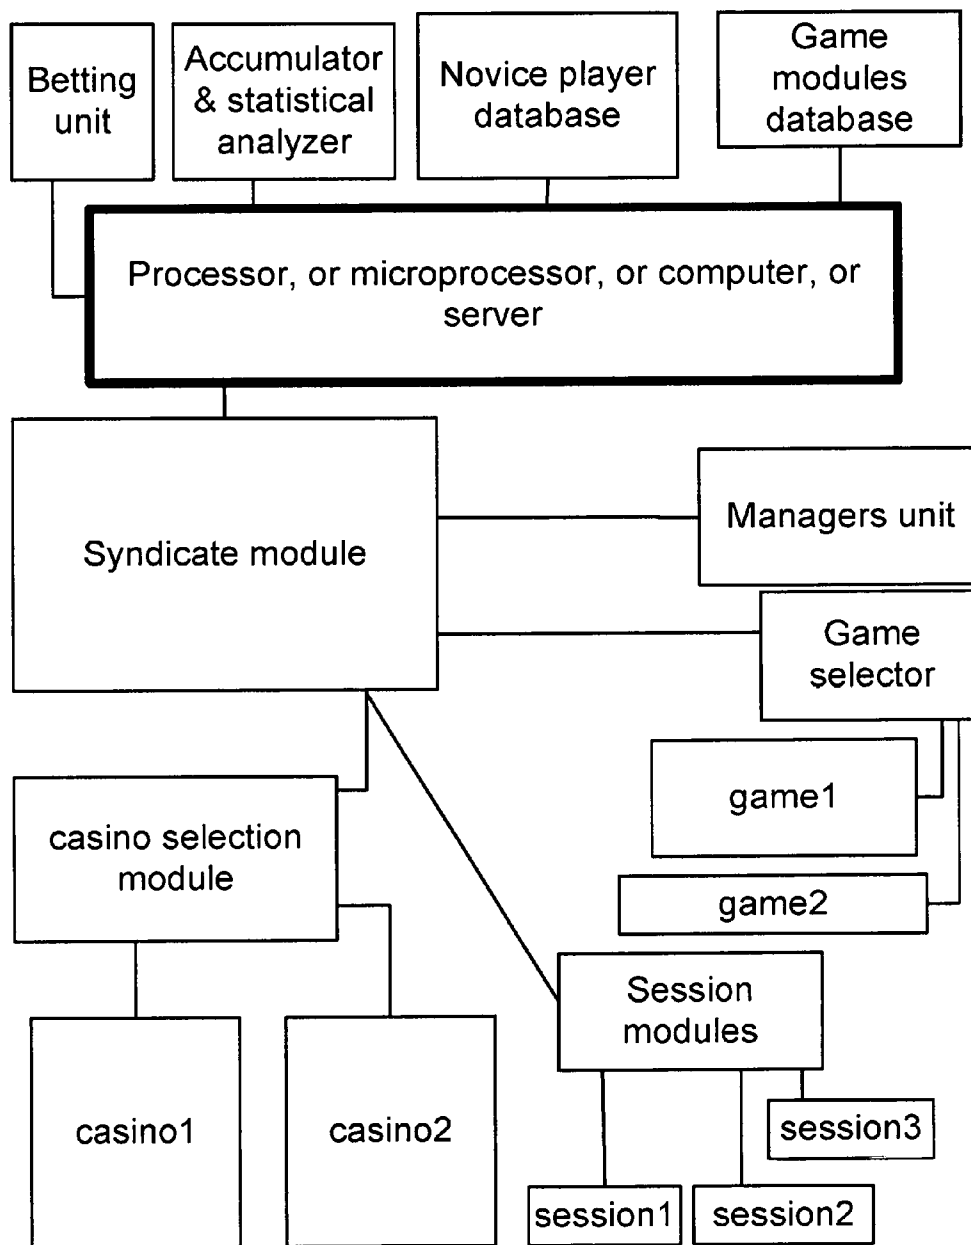 Betting
unit
Accumulator
& statistical
analyzer
Novice player
database
Game
modules
database
Processor, or microprocessor, or computer, or
server
Syndicate module
Managers unit
Game
selector
game1
game2
casino selection
module
Session
modules
casino1
casino2
session3
session1
session2